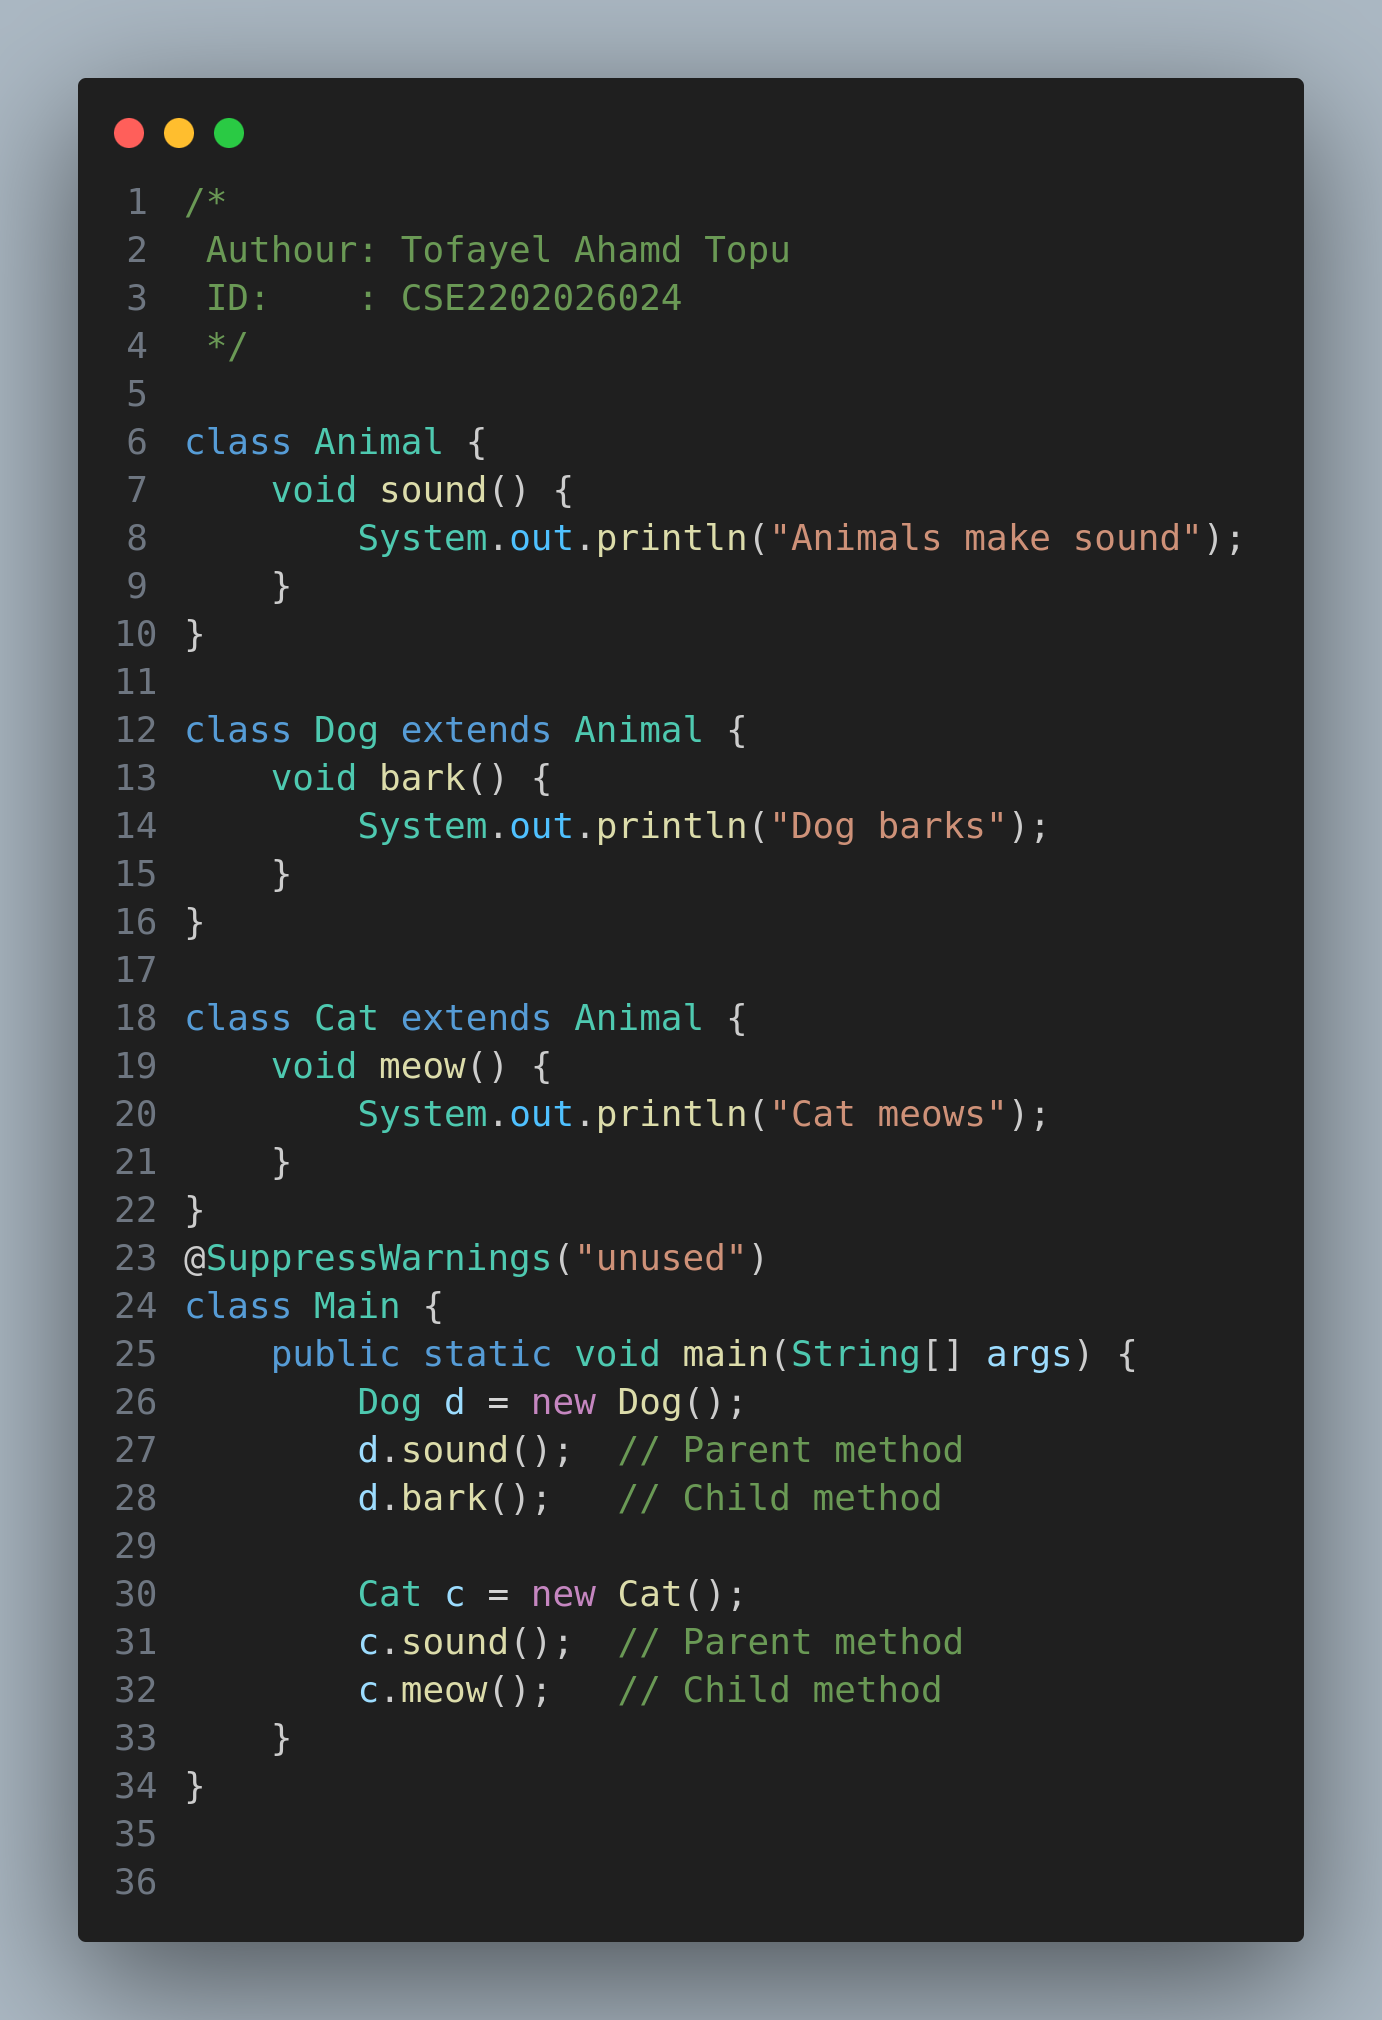 1 /*
2  Authour: Tofayel Ahamd Topu
3  ID:    : CSE2202026024
4  */
5
6 class Animal {
7     void sound() {
8         System.out.println("Animals make sound");
9     }
10 }
11
12 class Dog extends Animal {
13     void bark() {
14         System.out.println("Dog barks");
15     }
16 }
17
18 class Cat extends Animal {
19     void meow() {
20         System.out.println("Cat meows");
21     }
22 }
23 @SuppressWarnings("unused")
24 class Main {
25     public static void main(String[] args) {
26         Dog d = new Dog();
27         d.sound();  // Parent method
28         d.bark();   // Child method
29
30         Cat c = new Cat();
31         c.sound();  // Parent method
32         c.meow();   // Child method
33     }
34 }
35
36